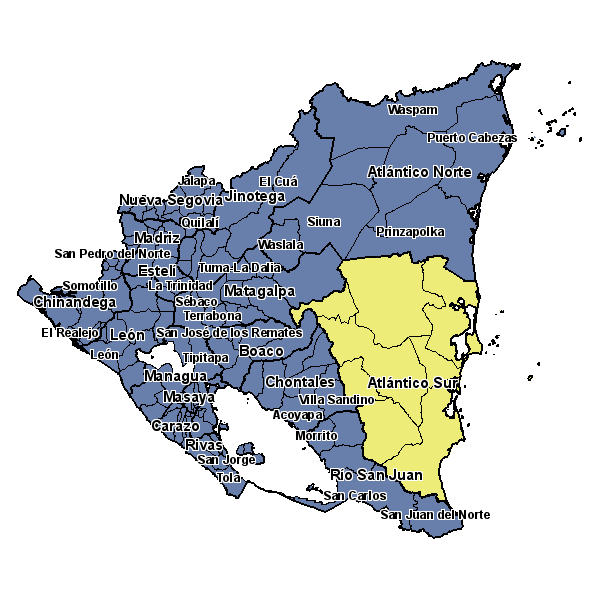 Waspam
Puerto Cabezas
Atlántico Norte
Jalapa
El Cuá
Nueva Segovia
Jinotega
Quilalí
Siuna
Prinzapolka
Madríz
Waslala
San Pedro del Norte
Estelí
Tuma-La Dalia
Somotillo
La Trinidad
Matagalpa
Chinandega
Sébaco
Terrabona
El Realejo
León
San José de los Remates
León
Tipitapa
Boaco
Managua
Chontales
Atlántico Sur
Masaya
Villa Sandino
Acoyapa
Carazo
Morrito
Rivas
San Jorge
Tola
Río San Juan
San Carlos
San Juan del Norte